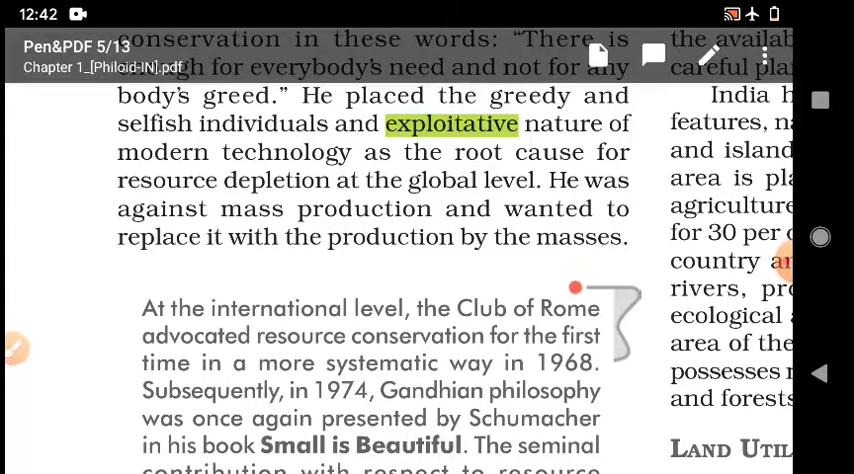 12:42
Pen&PDF 5/13
Chapter 1_[Philoid-IN].pdf
conservation in these words: "There is
enough for everybody's need and not for any
body's greed." He placed the greedy and
selfish individuals and exploitative nature of
modern technology as the root cause for
resource depletion at the global level. He was
against mass production and wanted to
replace it with the production by the masses.
At the international level, the Club of Rome
advocated resource conservation for the first
time in a more systematic way in 1968.
Subsequently, in 1974, Gandhian philosophy
was once again presented by Schumacher
in his book Small is Beautiful. The seminal
contribution with respect to resource
the availab
careful pla
India h
features, na
and island
area is pla
agriculture
for 30 per c
country an
rivers, pro
ecological
area of the
possesses
and forests
LAND UTIL